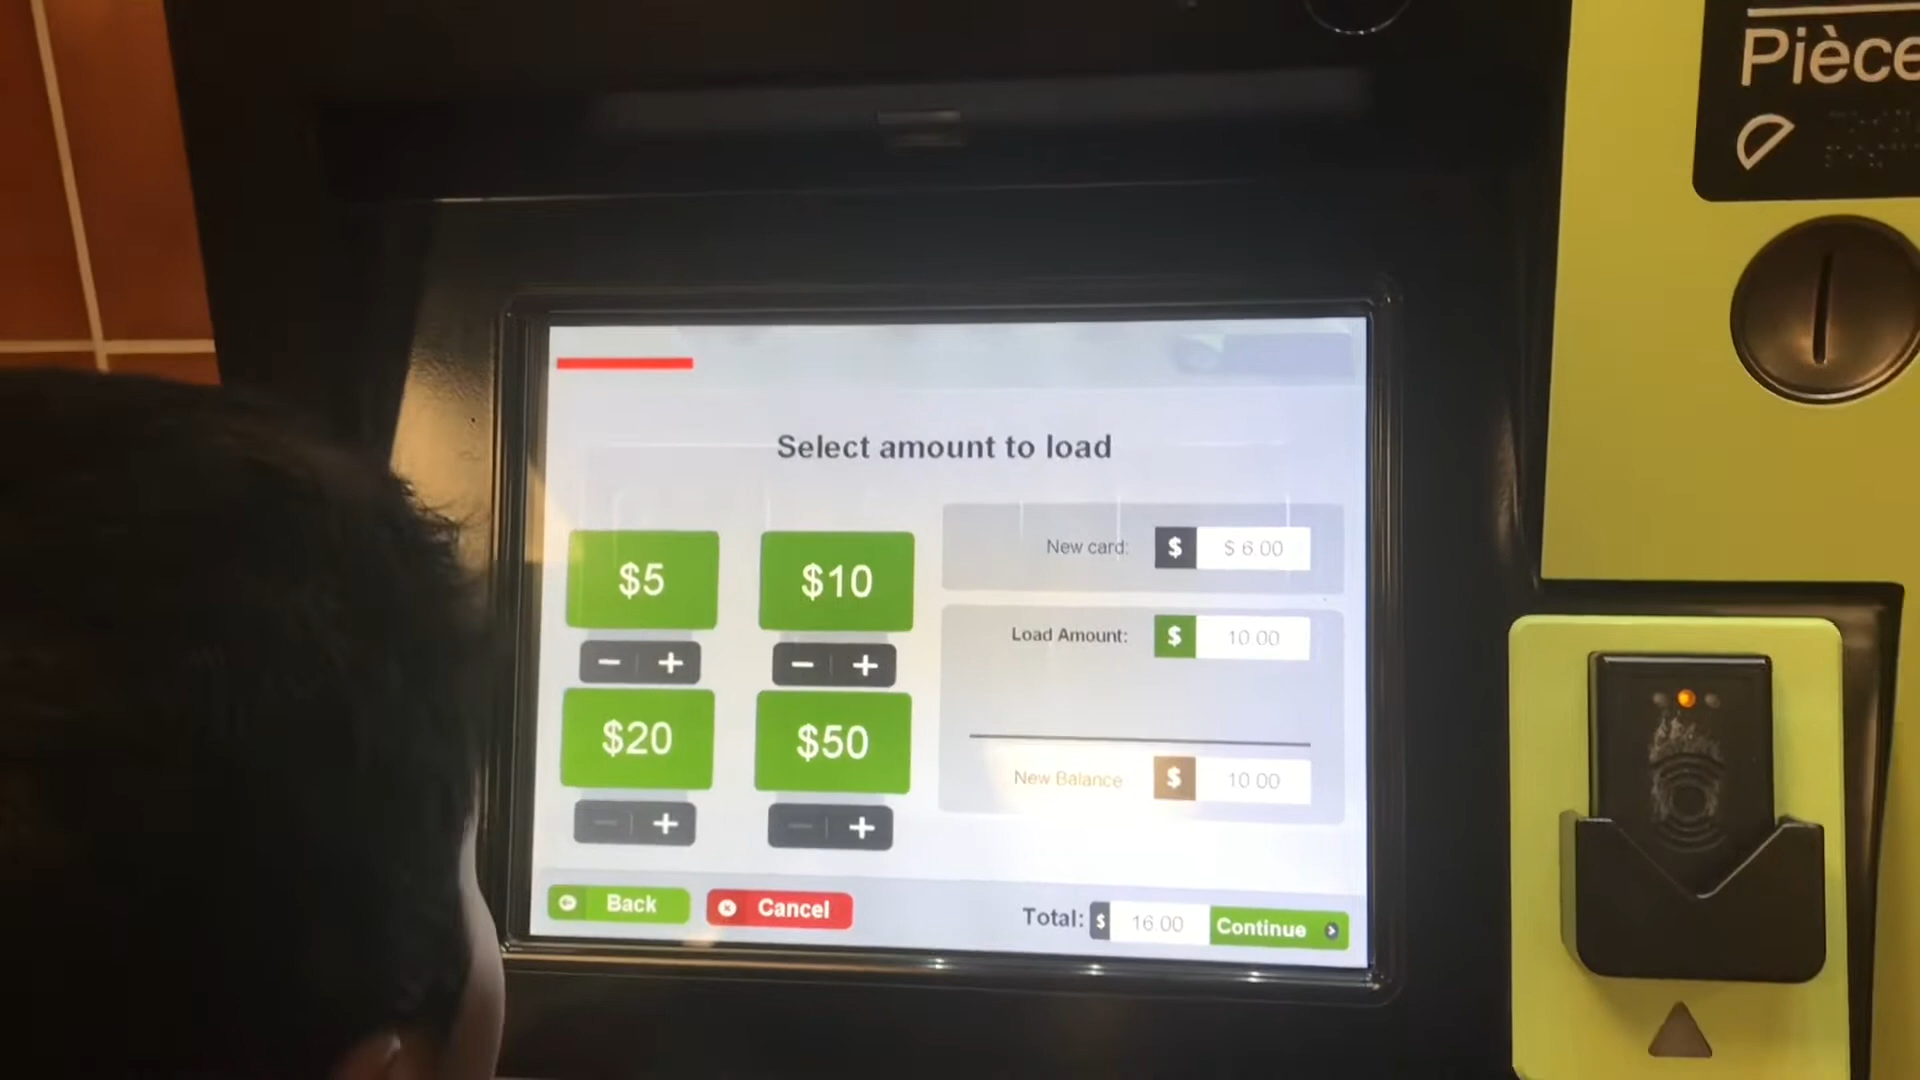 Pièce
Select amount to load
$5
$10
New card: $ $ 6.00
− +
− +
Load Amount: $ 10.00
$20
$50
New Balance $ 10.00
− +
− +
Back
Cancel
Total: $ 16.00
Continue